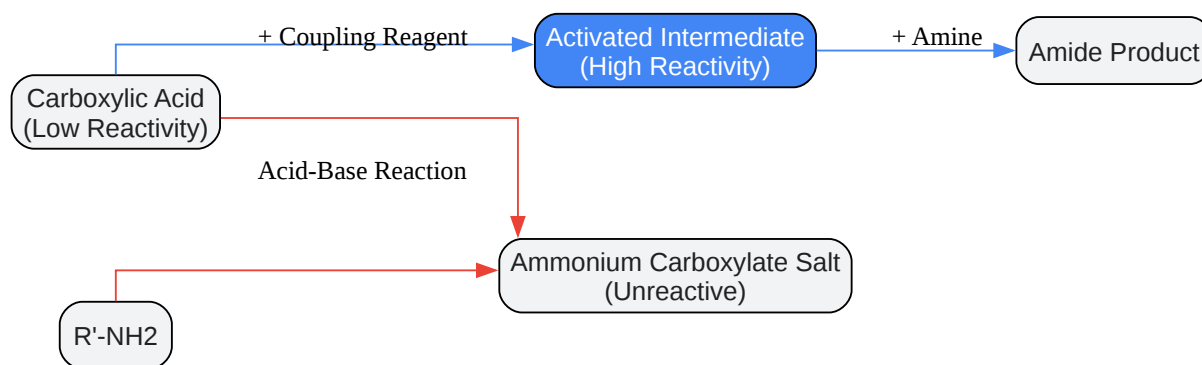 + Coupling Reagent
Activated Intermediate
(High Reactivity)
+ Amine
Amide Product
Carboxylic Acid
(Low Reactivity)
Acid-Base Reaction
Ammonium Carboxylate Salt
(Unreactive)
R'-NH2